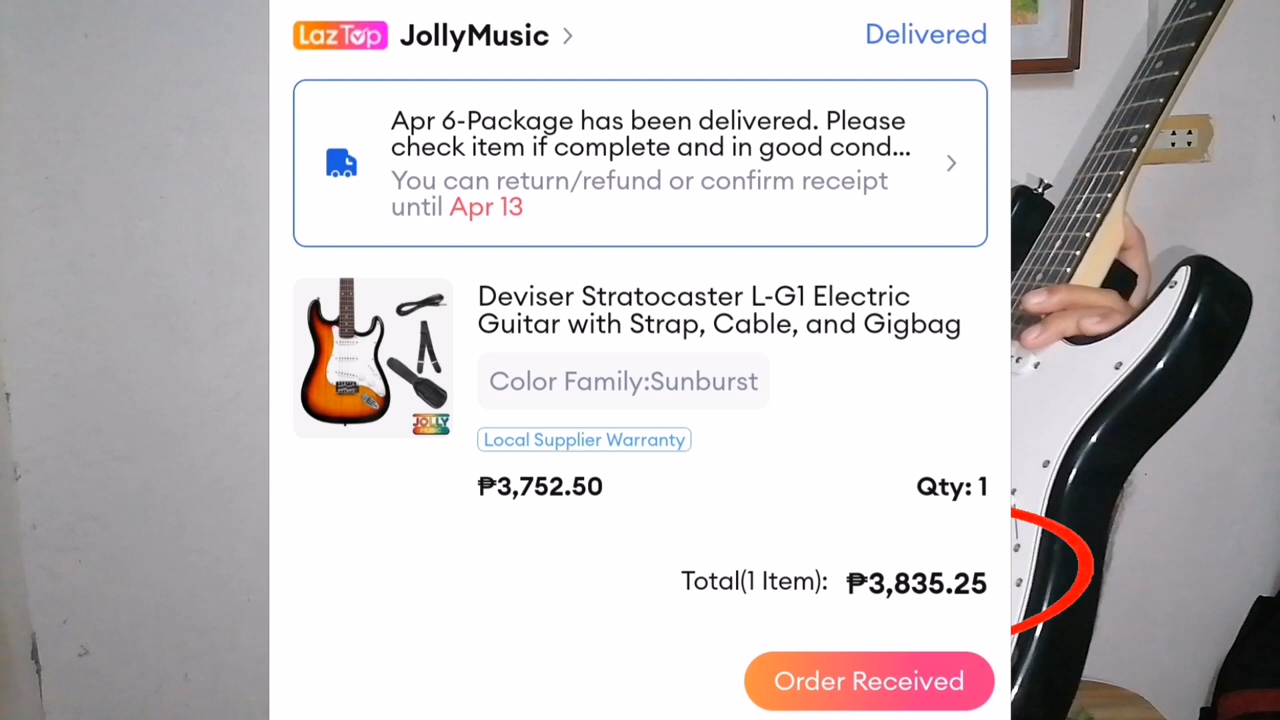 LazTop JollyMusic
Delivered
Apr 6-Package has been delivered. Please
check item if complete and in good cond...
You can return/refund or confirm receipt
until Apr 13
Deviser Stratocaster L-G1 Electric
Guitar with Strap, Cable, and Gigbag
JOLLY
MUSIC
Color Family:Sunburst
Local Supplier Warranty
₱3,752.50
Qty: 1
Total(1 Item): ₱3,835.25
Order Received